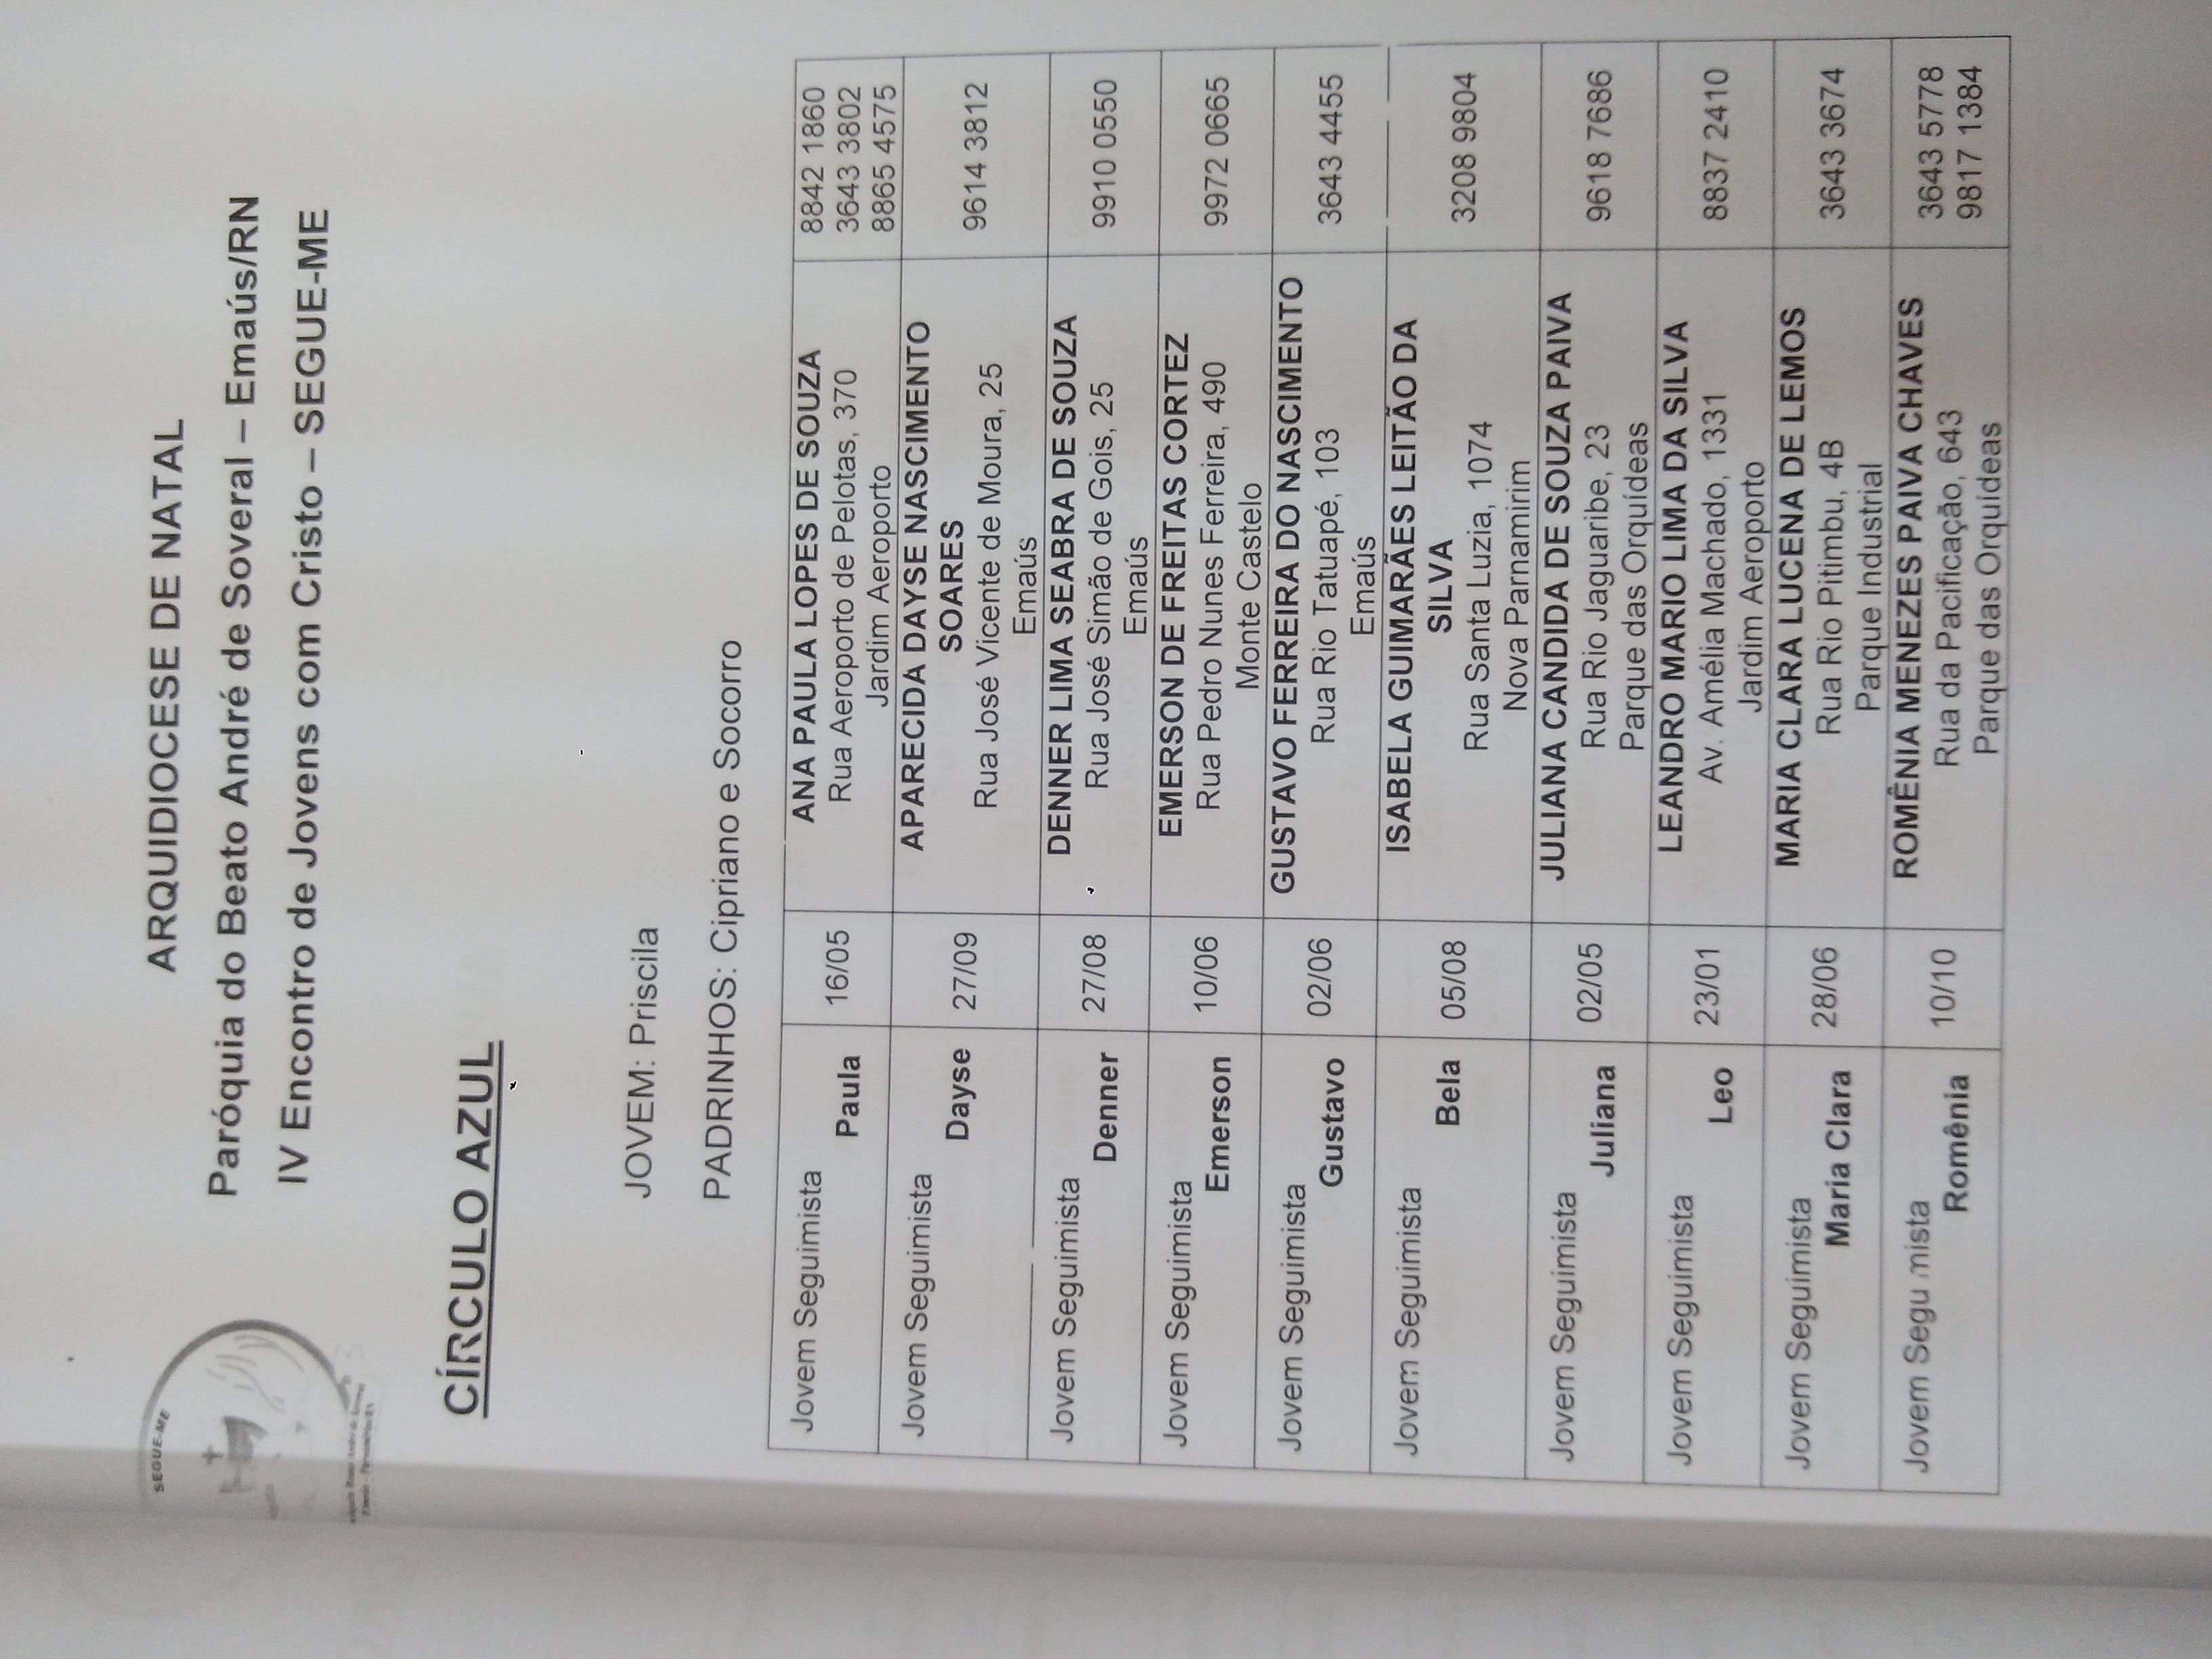 SEGUE-ME
ARQUIDIOCESE DE NATAL
Paróquia do Beato André de Soveral – Emaús/RN
IV Encontro de Jovens com Cristo – SEGUE-ME
Beato André de Soveral
Emaús - Parnamirim/RN
CÍRCULO AZUL
JOVEM: Priscila
PADRINHOS: Cipriano e Socorro
Jovem Seguimista
Paula
16/05
ANA PAULA LOPES DE SOUZA
Rua Aeroporto de Pelotas, 370
Jardim Aeroporto
8842 1860
3643 3802
8865 4575
Jovem Seguimista
Dayse
27/09
APARECIDA DAYSE NASCIMENTO
SOARES
Rua José Vicente de Moura, 25
Emaús
9614 3812
Jovem Seguimista
Denner
27/08
DENNER LIMA SEABRA DE SOUZA
Rua José Simão de Gois, 25
Emaús
9910 0550
Jovem Seguimista
Emerson
10/06
EMERSON DE FREITAS CORTEZ
Rua Pedro Nunes Ferreira, 490
Monte Castelo
9972 0665
Jovem Seguimista
Gustavo
02/06
GUSTAVO FERREIRA DO NASCIMENTO
Rua Rio Tatuapé, 103
Emaús
3643 4455
Jovem Seguimista
Bela
05/08
ISABELA GUIMARÃES LEITÃO DA
SILVA
Rua Santa Luzia, 1074
Nova Parnamirim
3208 9804
Jovem Seguimista
Juliana
02/05
JULIANA CANDIDA DE SOUZA PAIVA
Rua Rio Jaguaribe, 23
Parque das Orquídeas
9618 7686
Jovem Seguimista
Leo
23/01
LEANDRO MARIO LIMA DA SILVA
Av. Amélia Machado, 1331
Jardim Aeroporto
8837 2410
Jovem Seguimista
Maria Clara
28/06
MARIA CLARA LUCENA DE LEMOS
Rua Rio Pitimbu, 4B
Parque Industrial
3643 3674
Jovem Seguimista
Romênia
10/10
ROMÊNIA MENEZES PAIVA CHAVES
Rua da Pacificação, 643
Parque das Orquídeas
3643 5778
9817 1384